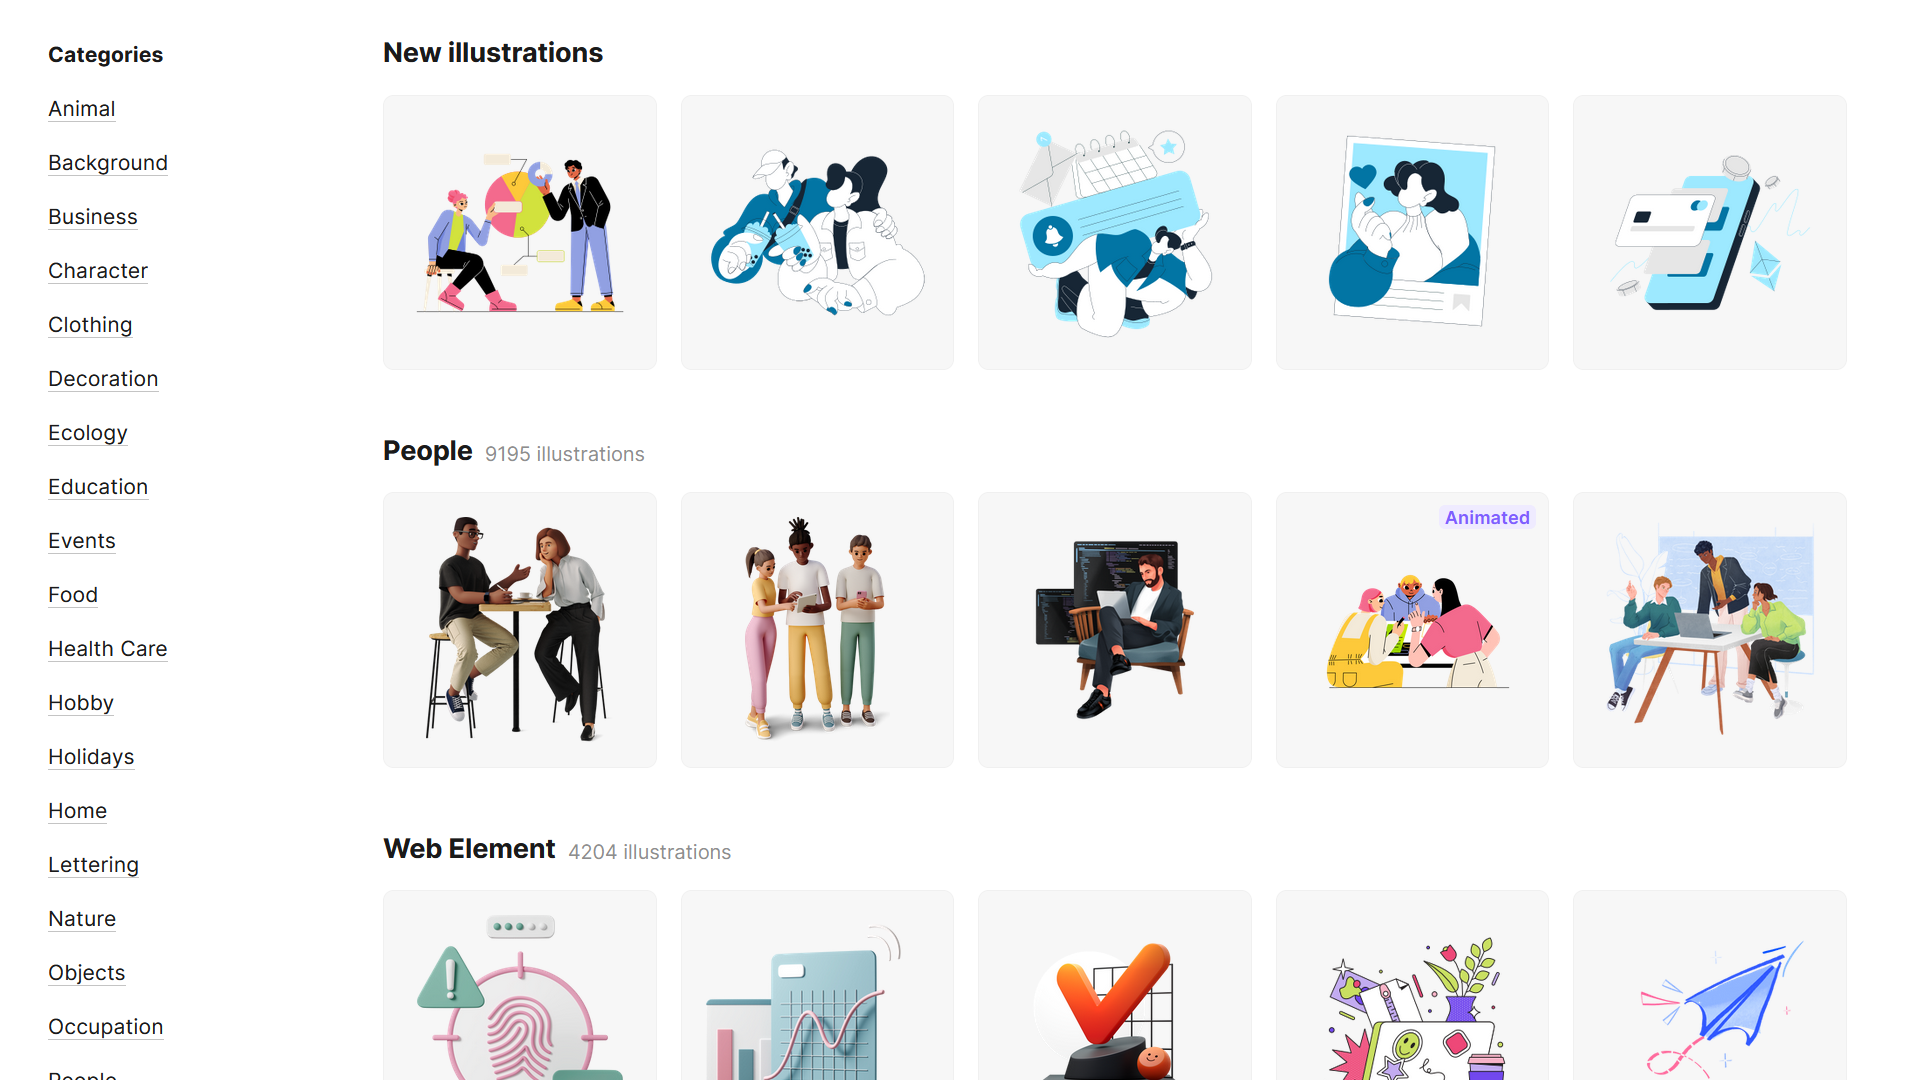 Categories
Animal
Background
Business
Character
Clothing
Decoration
Ecology
Education
Events
Food
Health Care
Hobby
Holidays
Home
Lettering
Nature
Objects
Occupation
People
New illustrations
People 9195 illustrations
Animated
Web Element 4204 illustrations